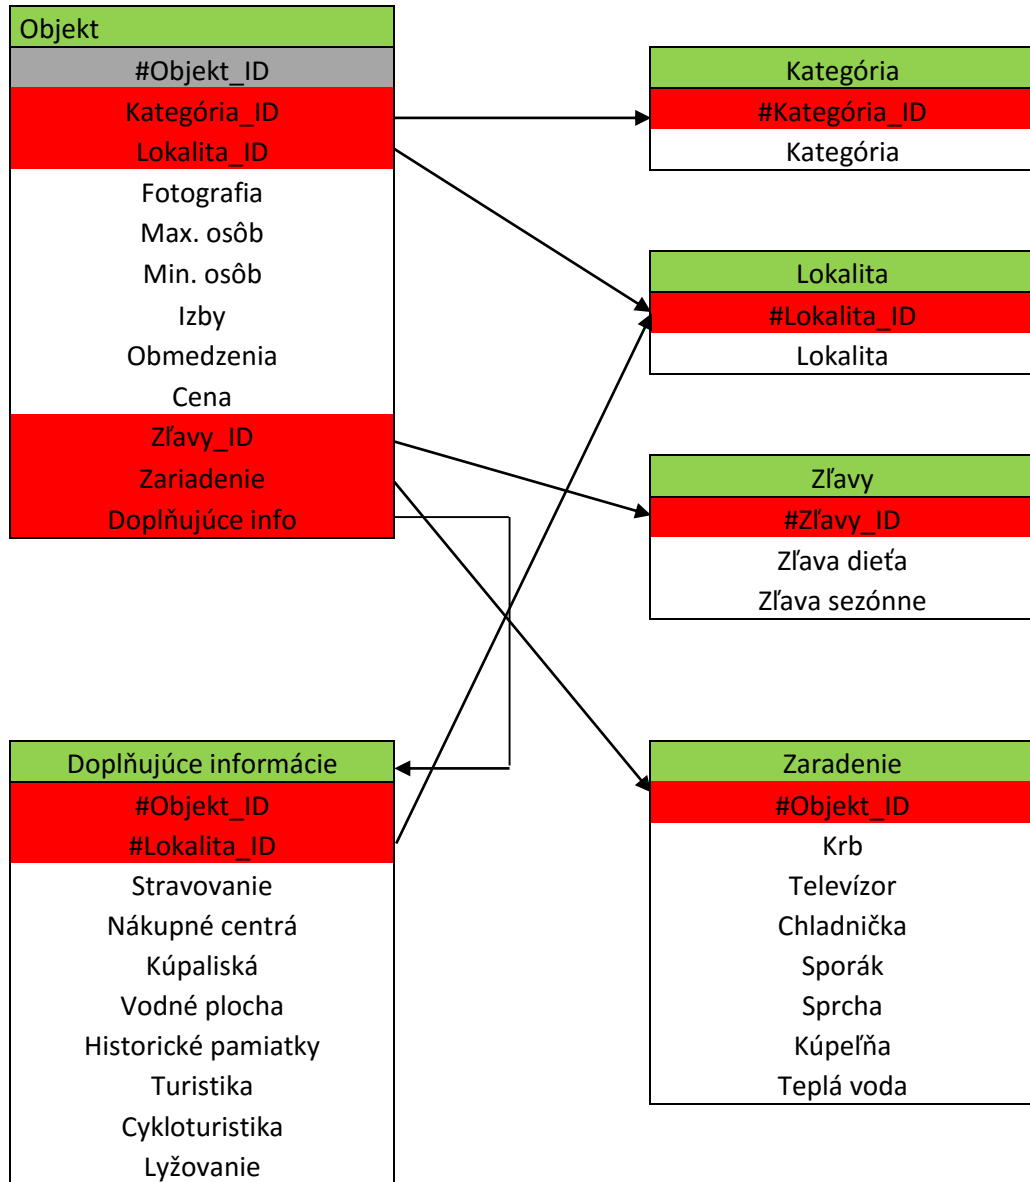 Objekt
#Objekt_ID
Kategória_ID
Lokalita_ID
Fotografia
Max. osôb
Min. osôb
Izby
Obmedzenia
Cena
Zľavy_ID
Zariadenie
Doplňujúce info
Kategória
#Kategória_ID
Kategória
Lokalita
#Lokalita_ID
Lokalita
Zľavy
#Zľavy_ID
Zľava dieťa
Zľava sezónne
Doplňujúce informácie
#Objekt_ID
#Lokalita_ID
Stravovanie
Nákupné centrá
Kúpaliská
Vodné plocha
Historické pamiatky
Turistika
Cykloturistika
Lyžovanie
Zaradenie
#Objekt_ID
Krb
Televízor
Chladnička
Sporák
Sprcha
Kúpeľňa
Teplá voda